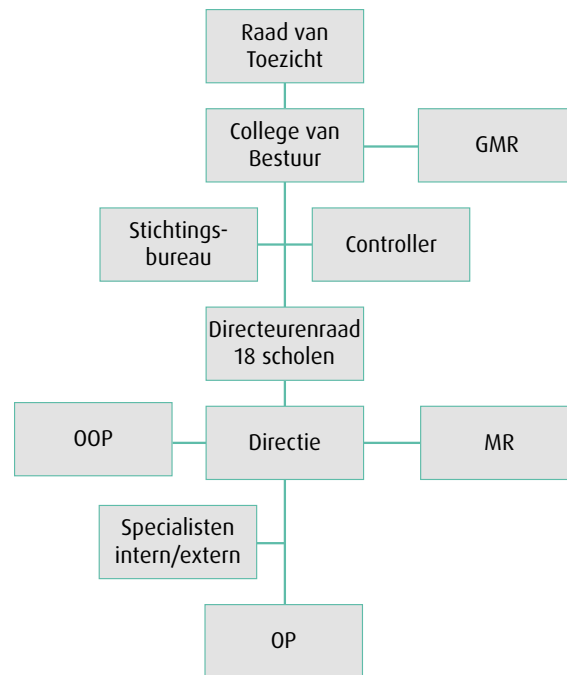 Raad van
Toezicht
College van
Bestuur
GMR
Stichtings-
bureau
Controller
Directeurenraad
18 scholen
OOP
Directie
MR
Specialisten
intern/extern
OP